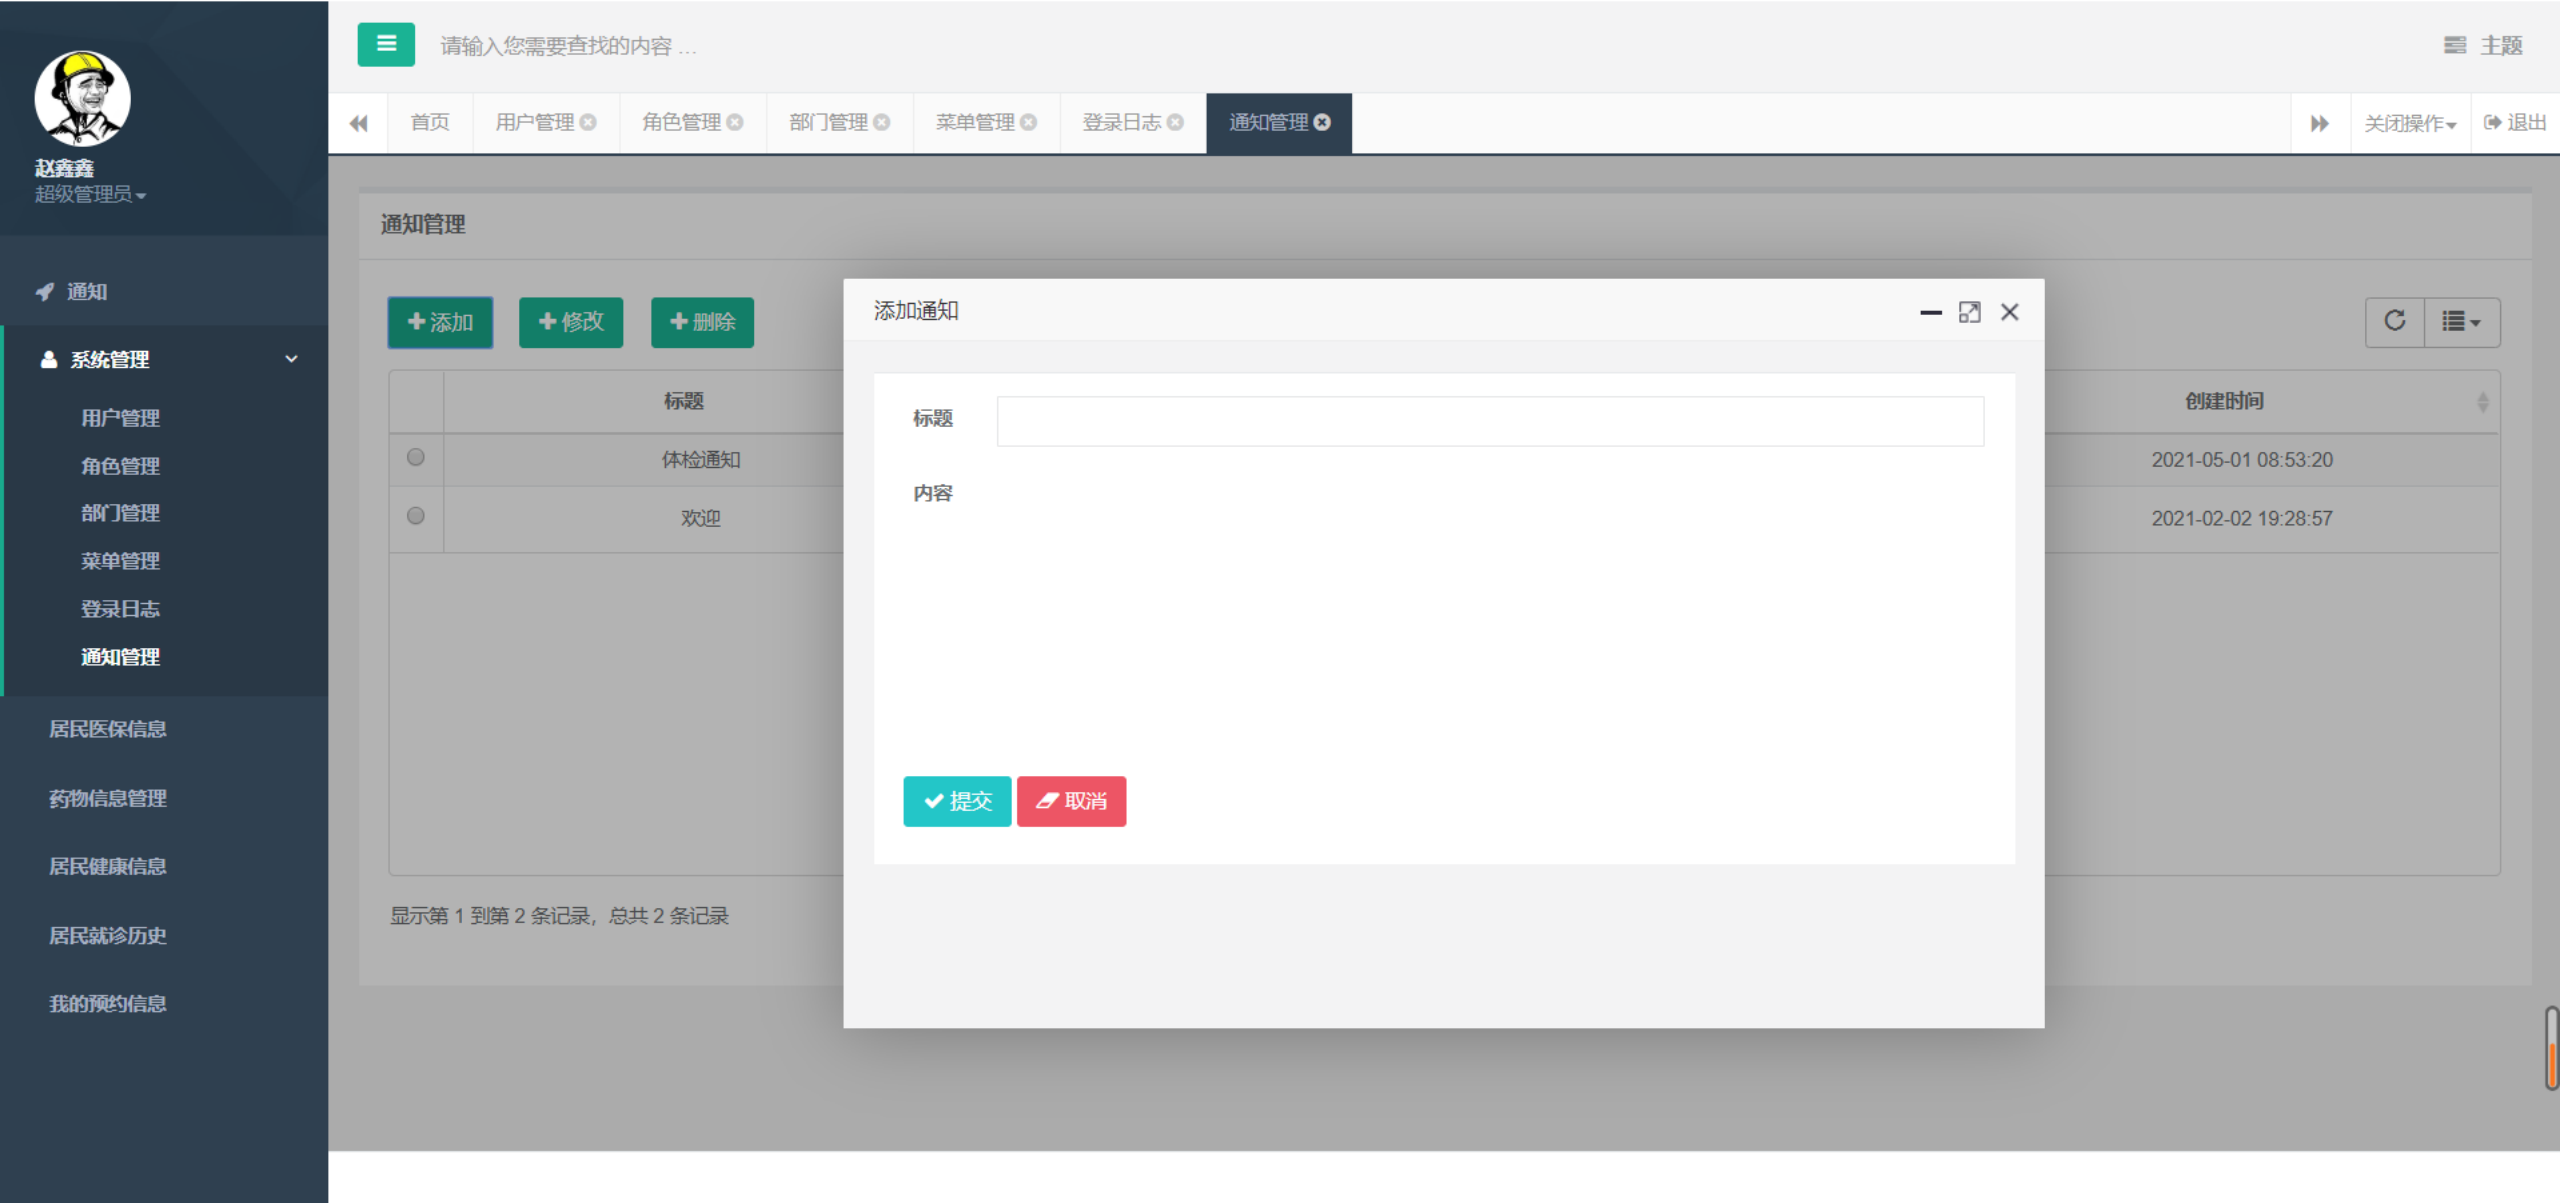 请输入您需要查找的内容 …
主题
首页 用户管理 角色管理 部门管理 菜单管理 登录日志 通知管理 关闭操作 退出
赵鑫鑫
超级管理员
通知
系统管理
用户管理
角色管理
部门管理
菜单管理
登录日志
通知管理
居民医保信息
药物信息管理
居民健康信息
居民就诊历史
我的预约信息
通知管理
添加 修改 删除
标题 创建时间
体检通知 2021-05-01 08:53:20
欢迎 2021-02-02 19:28:57
显示第 1 到第 2 条记录，总共 2 条记录
添加通知
标题
内容
提交 取消